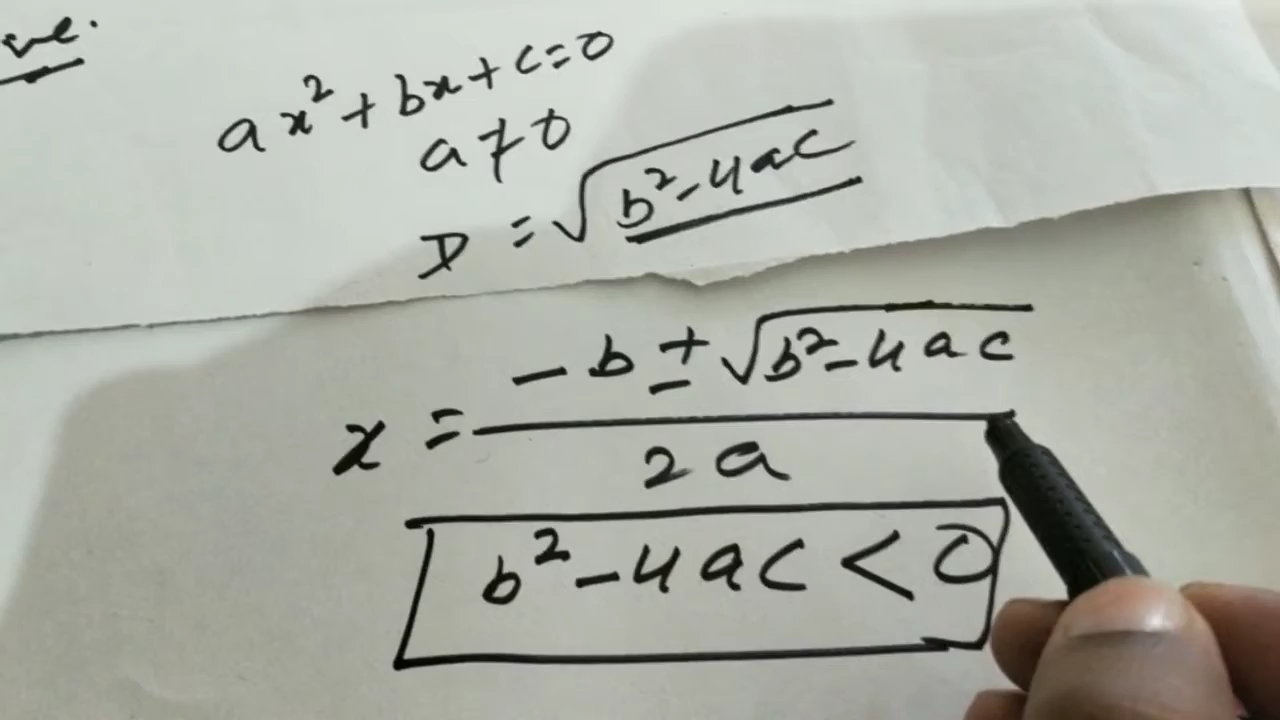 ax² + bx + c = 0
a ≠ 0
D = √(b² - 4ac)
x = (-b ± √(b² - 4ac)) / 2a
b² - 4ac < 0